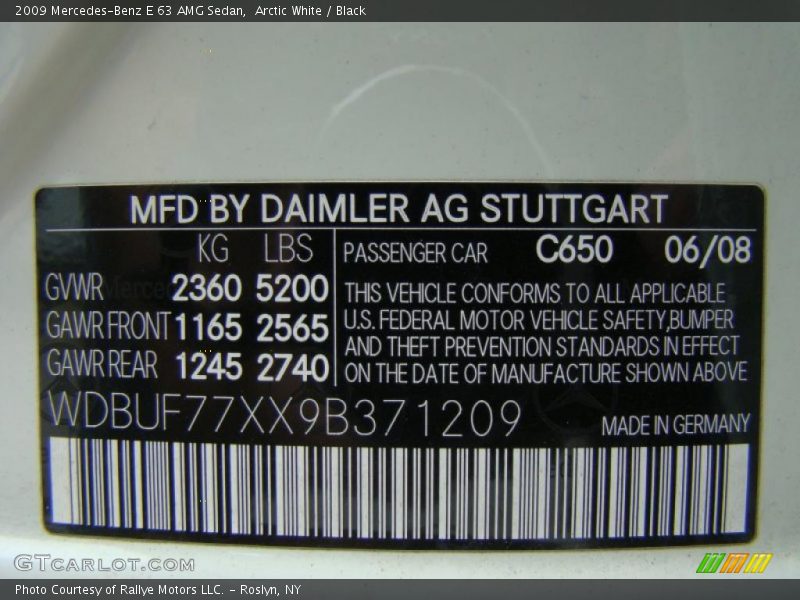 2009 Mercedes-Benz E 63 AMG Sedan,  Arctic White / Black
MFD BY DAIMLER AG STUTTGART
KG LBS
GVWR 2360 5200
GAWR FRONT 1165 2565
GAWR REAR 1245 2740
PASSENGER CAR C650 06/08
THIS VEHICLE CONFORMS TO ALL APPLICABLE
U.S. FEDERAL MOTOR VEHICLE SAFETY,BUMPER
AND THEFT PREVENTION STANDARDS IN EFFECT
ON THE DATE OF MANUFACTURE SHOWN ABOVE
WDBUF77XX9B371209
MADE IN GERMANY
GTCARLOT.COM
Photo Courtesy of Rallye Motors LLC. – Roslyn, NY